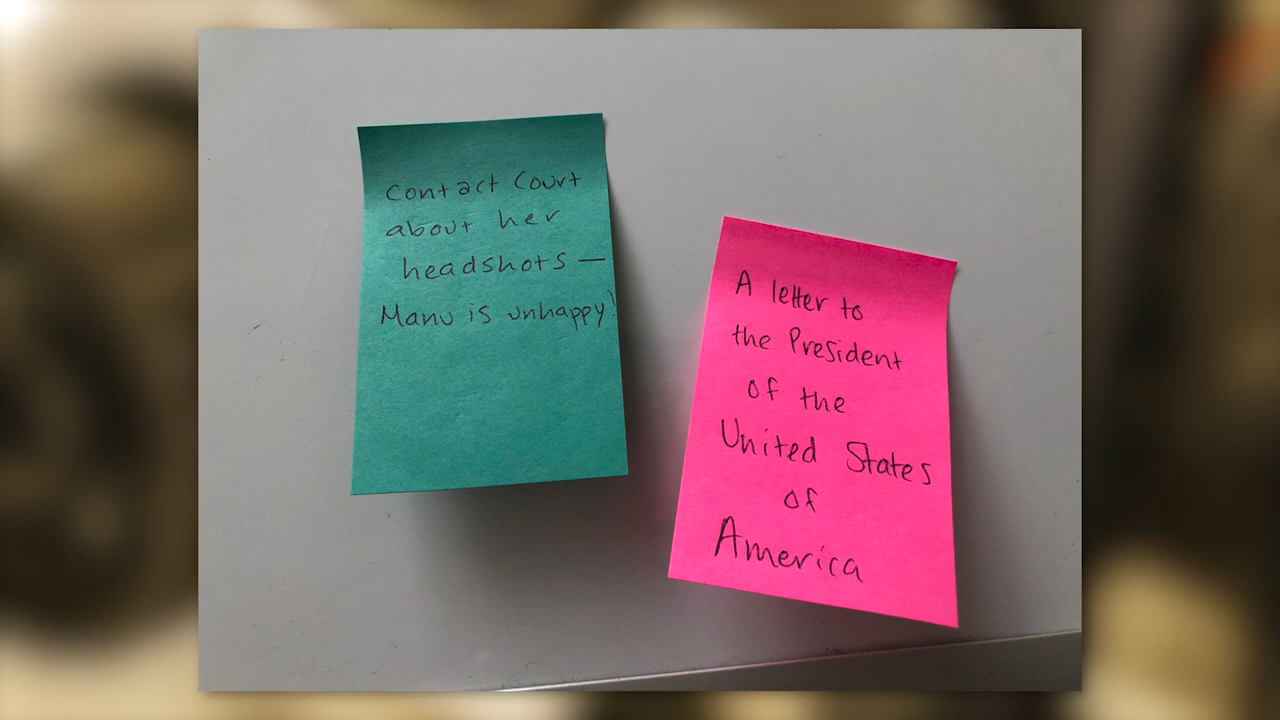 Contact Court
about her
headshots —
Manu is unhappy!
A letter to
the President
of the
United States
of
America